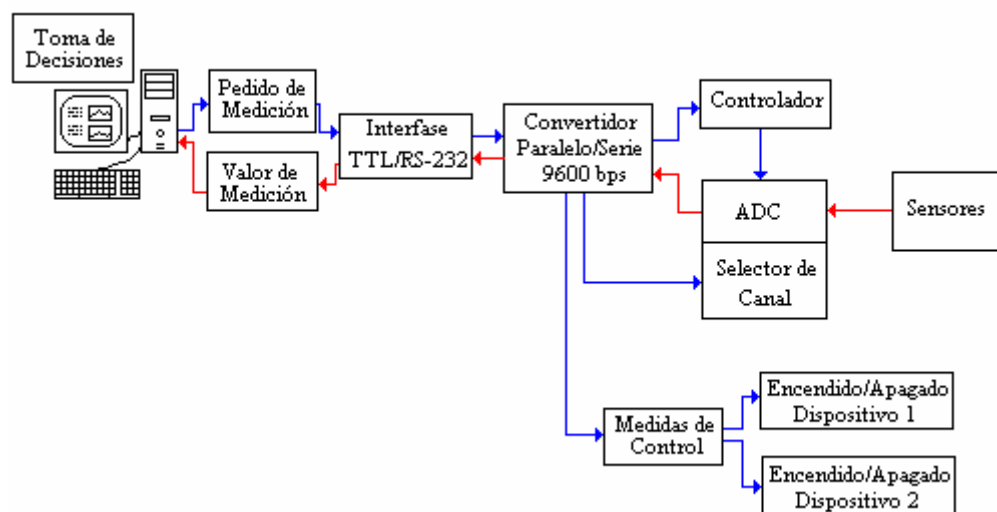 Toma de
Decisiones
Pedido de
Medición
Valor de
Medición
Interfase
TTL/RS-232
Convertidor
Paralelo/Serie
9600 bps
Controlador
ADC
Selector de
Canal
Sensores
Medidas de
Control
Encendido/Apagado
Dispositivo 1
Encendido/Apagado
Dispositivo 2